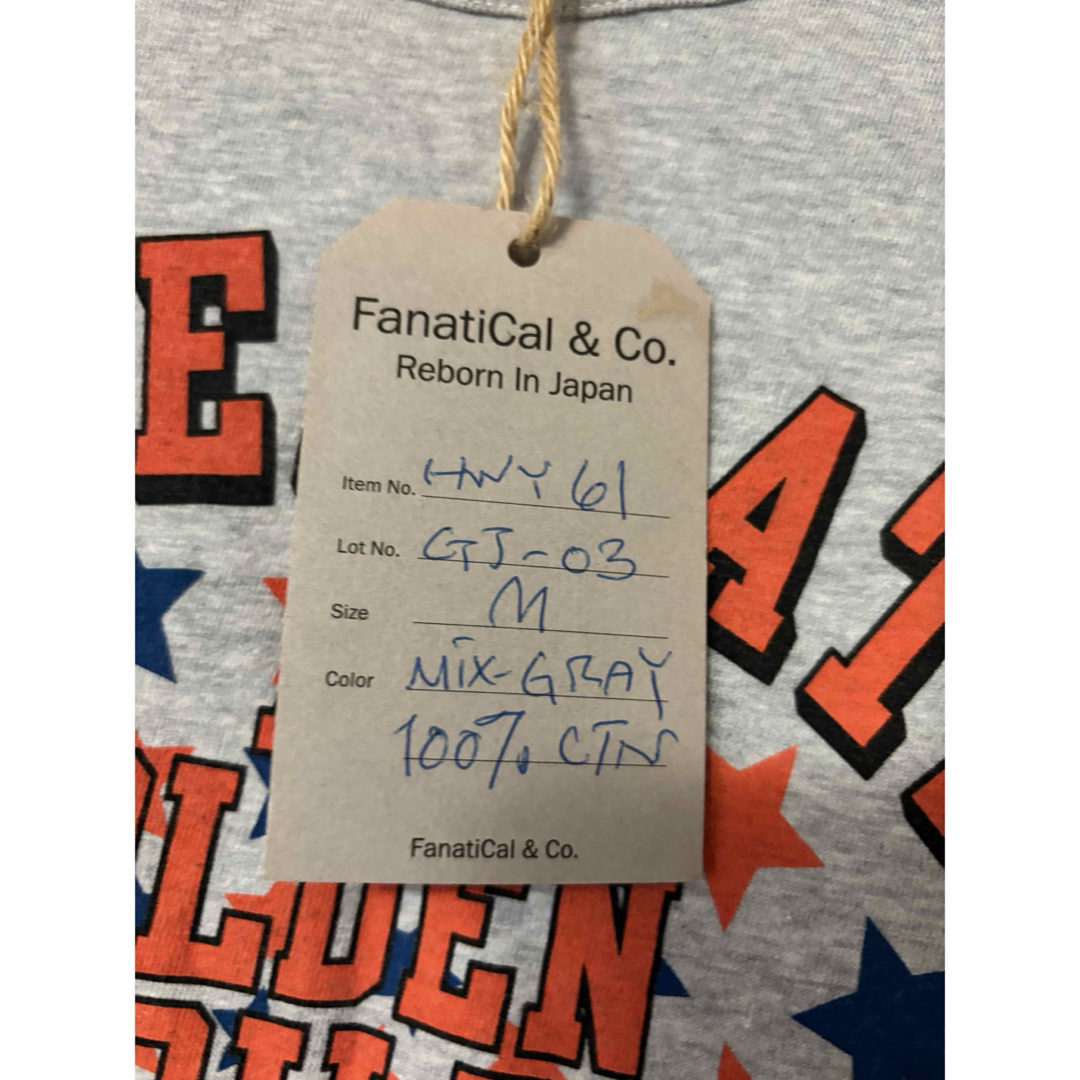 FanatiCal & Co.
Reborn In Japan
Item No. HWY 61
Lot No. GJ-03
Size M
Color MIX-GRAY
100% CTN
FanatiCal & Co.
E
A
LDEN